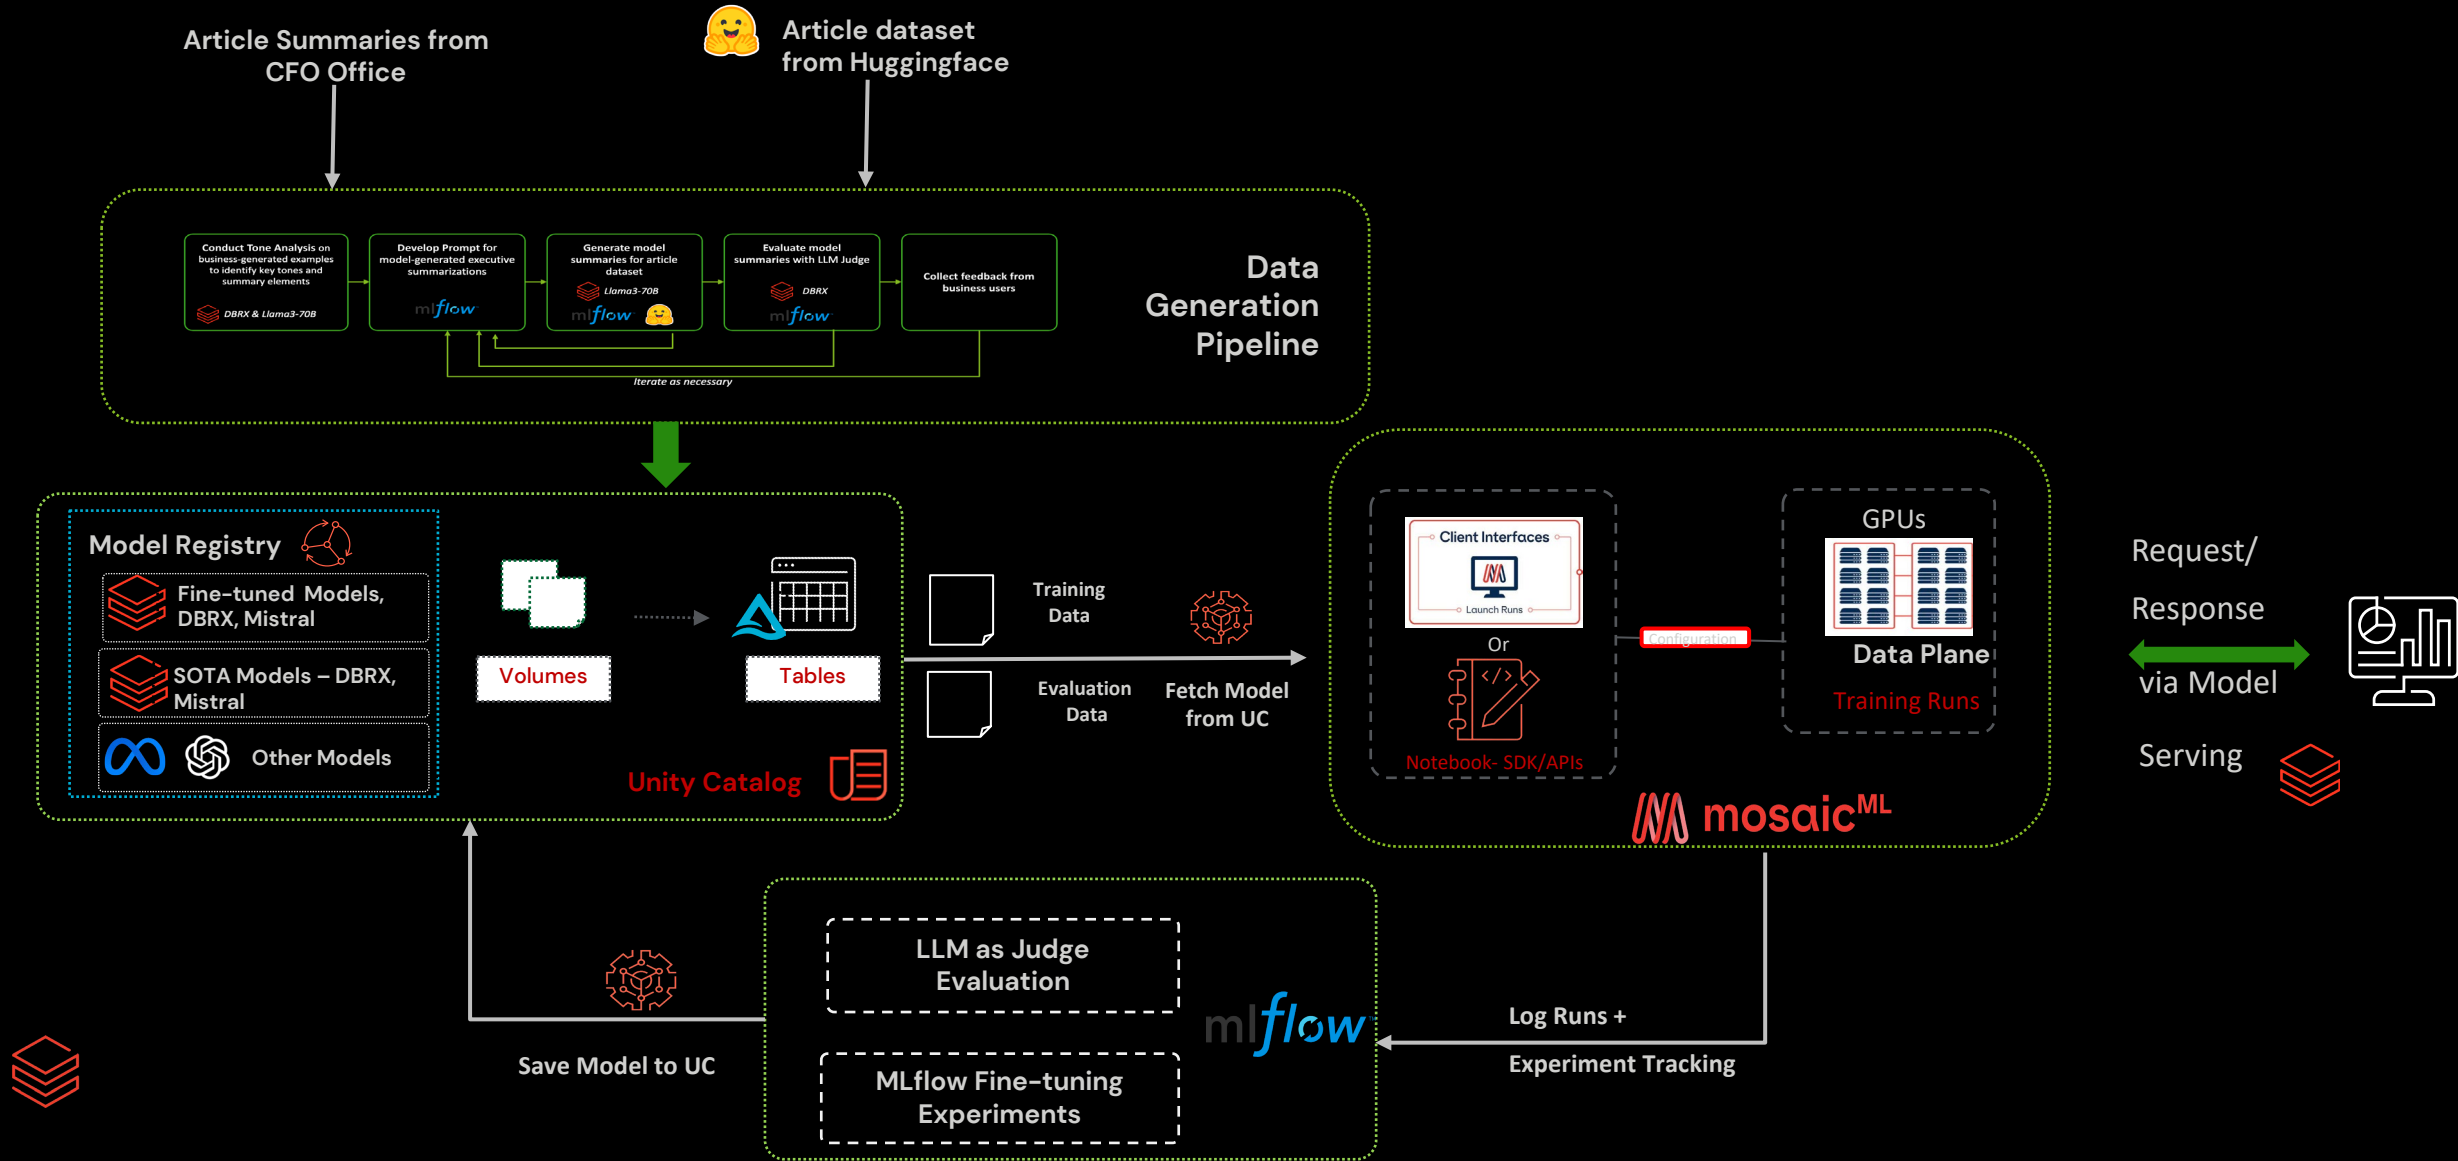 Article Summaries from
CFO Office
Article dataset
from Huggingface
Conduct Tone Analysis on
business-generated examples
to identify key tones and
summary elements
DBRX & Llama3-70B
Develop Prompt for
model-generated executive
summarizations
mlflow
Generate model
summaries for article
dataset
Llama3-70B
mlflow
Evaluate model
summaries with LLM Judge
DBRX
mlflow
Collect feedback from
business users
Iterate as necessary
Data
Generation
Pipeline
Model Registry
Fine-tuned Models,
DBRX, Mistral
SOTA Models – DBRX,
Mistral
Other Models
Volumes
Tables
Unity Catalog
Training
Data
Evaluation
Data
Fetch Model
from UC
Client Interfaces
Launch Runs
Or
Notebook- SDK/APIs
Configuration
GPUs
Data Plane
Training Runs
mosaicML
Request/
Response
via Model
Serving
LLM as Judge
Evaluation
MLflow Fine-tuning
Experiments
mlflow
Log Runs +
Experiment Tracking
Save Model to UC